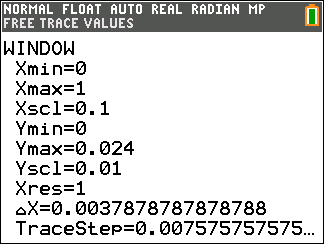 NORMAL FLOAT AUTO REAL RADIAN MP
FREE TRACE VALUES
WINDOW
Xmin=0
Xmax=1
Xscl=0.1
Ymin=0
Ymax=0.024
Yscl=0.01
Xres=1
△X=0.0037878787878788
TraceStep=0.007575757575…